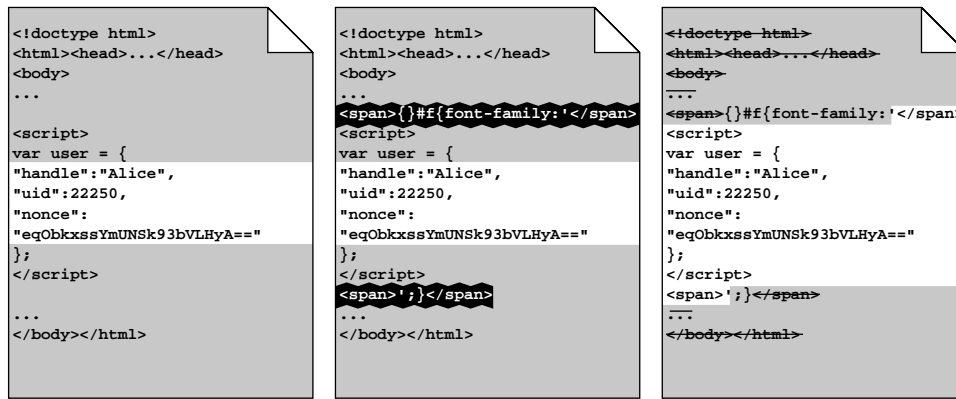 <!doctype html>
<html><head>...</head>
<body>
...
<script>
var user = {
"handle":"Alice",
"uid":22250,
"nonce":
"eqObkxssYmUNSk93bVLHyA=="
};
</script>
...
</body></html>
<!doctype html>
<html><head>...</head>
<body>
...
<span>{}#f{font-family:'</span>
<script>
var user = {
"handle":"Alice",
"uid":22250,
"nonce":
"eqObkxssYmUNSk93bVLHyA=="
};
</script>
<span>';}</span>
...
</body></html>
<!doctype html>
<html><head>...</head>
<body>
...
<span>{}#f{font-family:'</span
<script>
var user = {
"handle":"Alice",
"uid":22250,
"nonce":
"eqObkxssYmUNSk93bVLHyA=="
};
</script>
<span>';}</span>
...
</body></html>